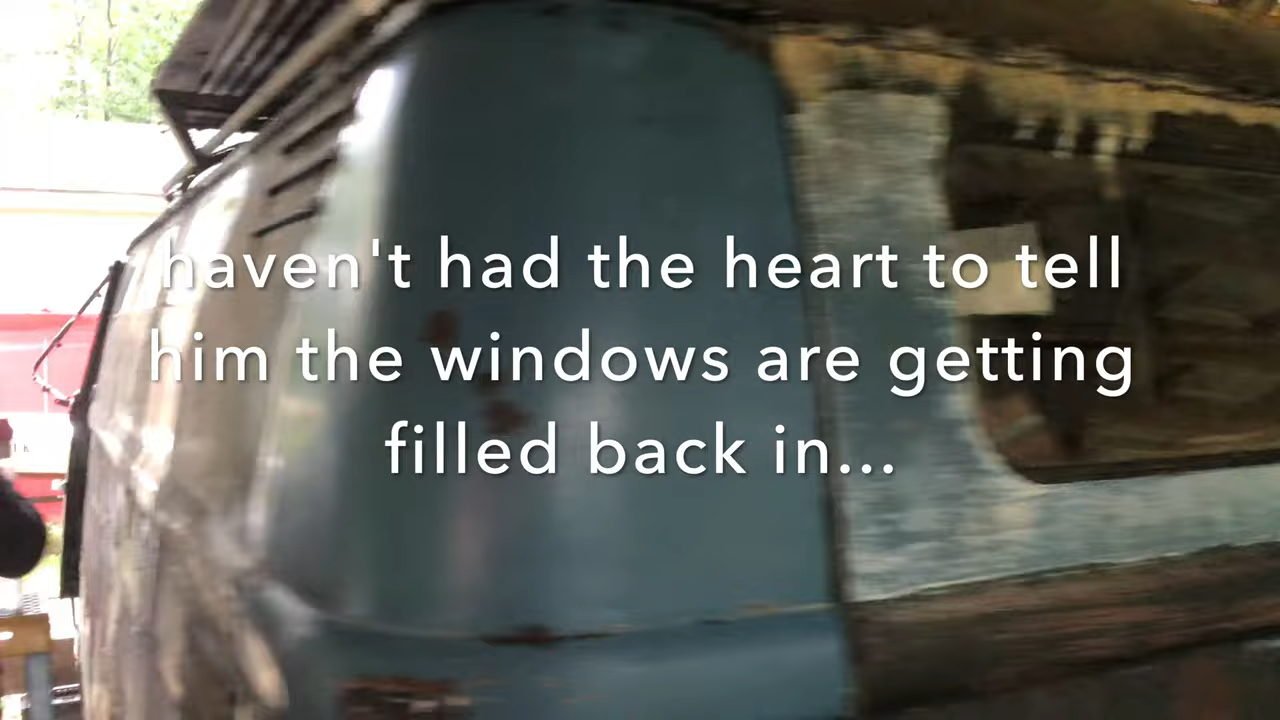 haven't had the heart to tell
him the windows are getting
filled back in...